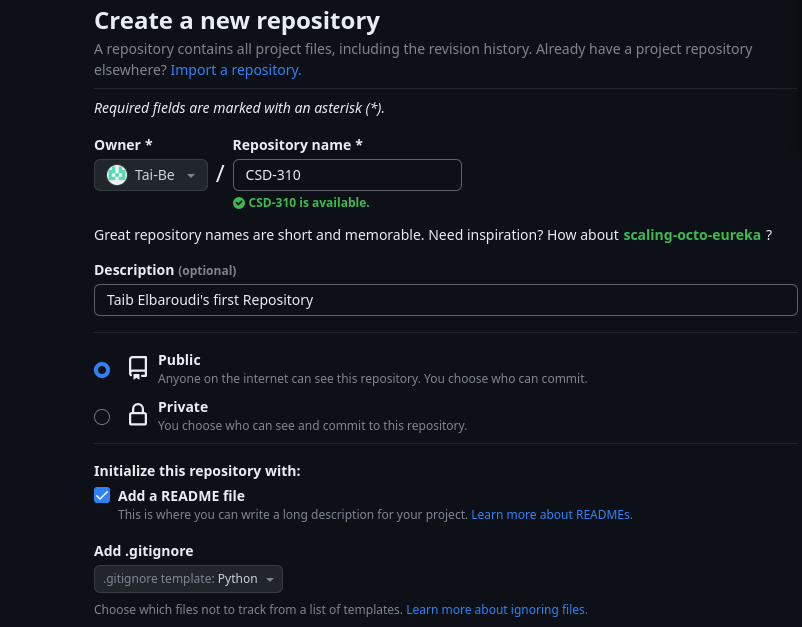 Create a new repository
A repository contains all project files, including the revision history. Already have a project repository
elsewhere? Import a repository.
Required fields are marked with an asterisk (*).
Owner * Repository name *
Tai-Be / CSD-310
CSD-310 is available.
Great repository names are short and memorable. Need inspiration? How about scaling-octo-eureka ?
Description (optional)
Taib Elbaroudi's first Repository
Public
Anyone on the internet can see this repository. You choose who can commit.
Private
You choose who can see and commit to this repository.
Initialize this repository with:
Add a README file
This is where you can write a long description for your project. Learn more about READMEs.
Add .gitignore
.gitignore template: Python
Choose which files not to track from a list of templates. Learn more about ignoring files.